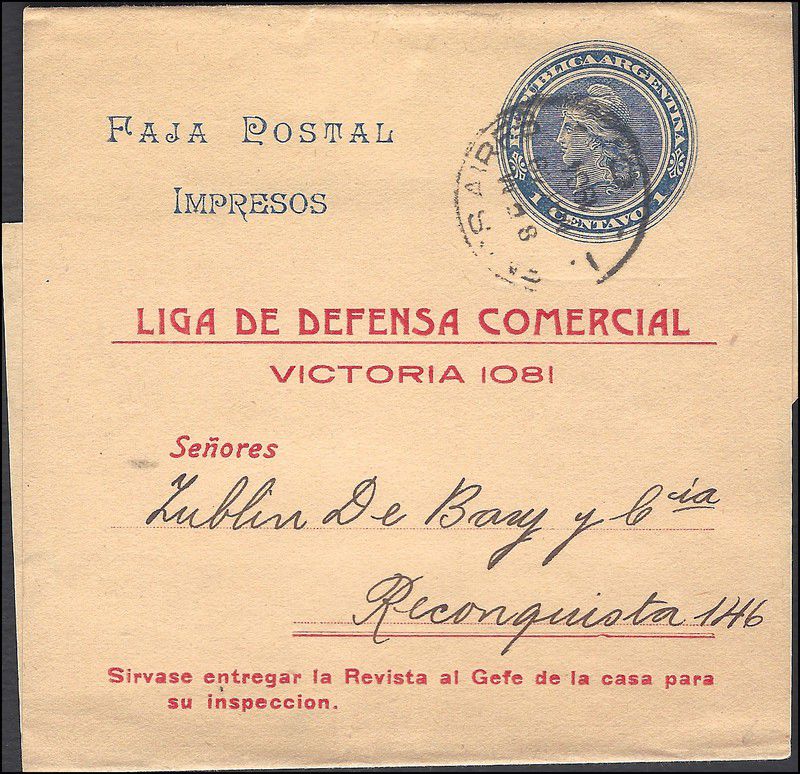 REPÚBLICA ARGENTINA
1 CENTAVO 1
FAJA POSTAL
IMPRESOS
LIGA DE DEFENSA COMERCIAL
VICTORIA 1081
Señores
Zublin De Bary y Cia
Reconquista 146
Sirvase entregar la Revista al Gefe de la casa para
su inspeccion.